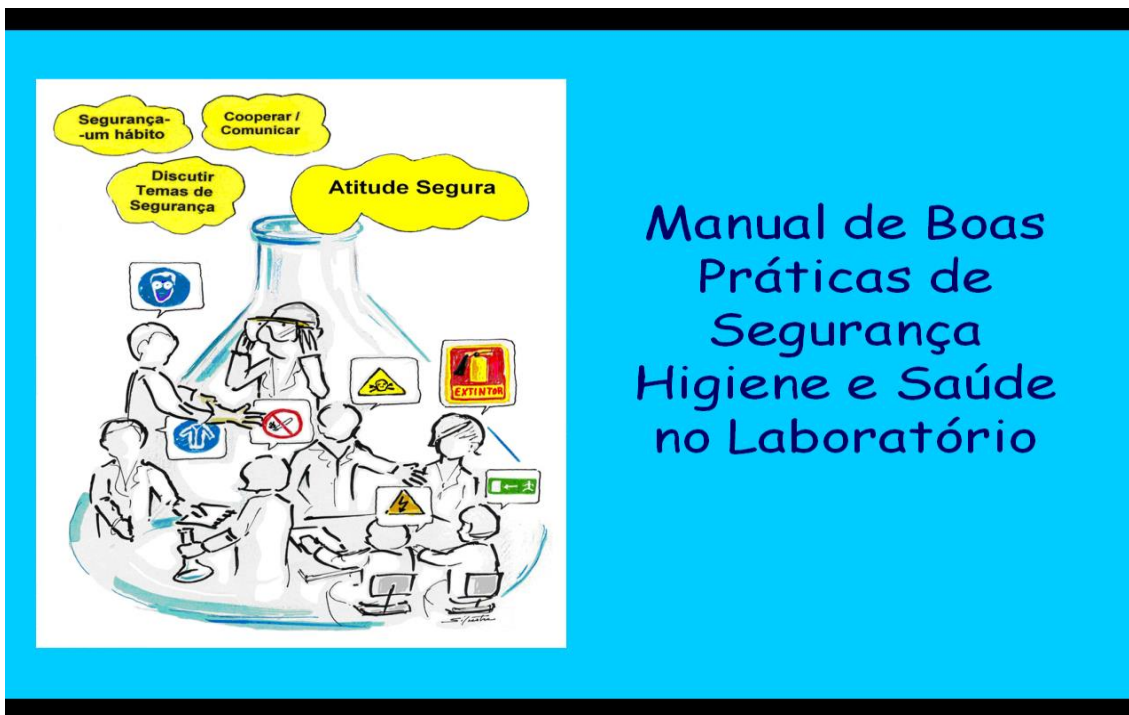 Segurança-
-um hábito
Cooperar /
Comunicar
Discutir
Temas de
Segurança
Atitude Segura
EXTINTOR
Manual de Boas
Práticas de
Segurança
Higiene e Saúde
no Laboratório